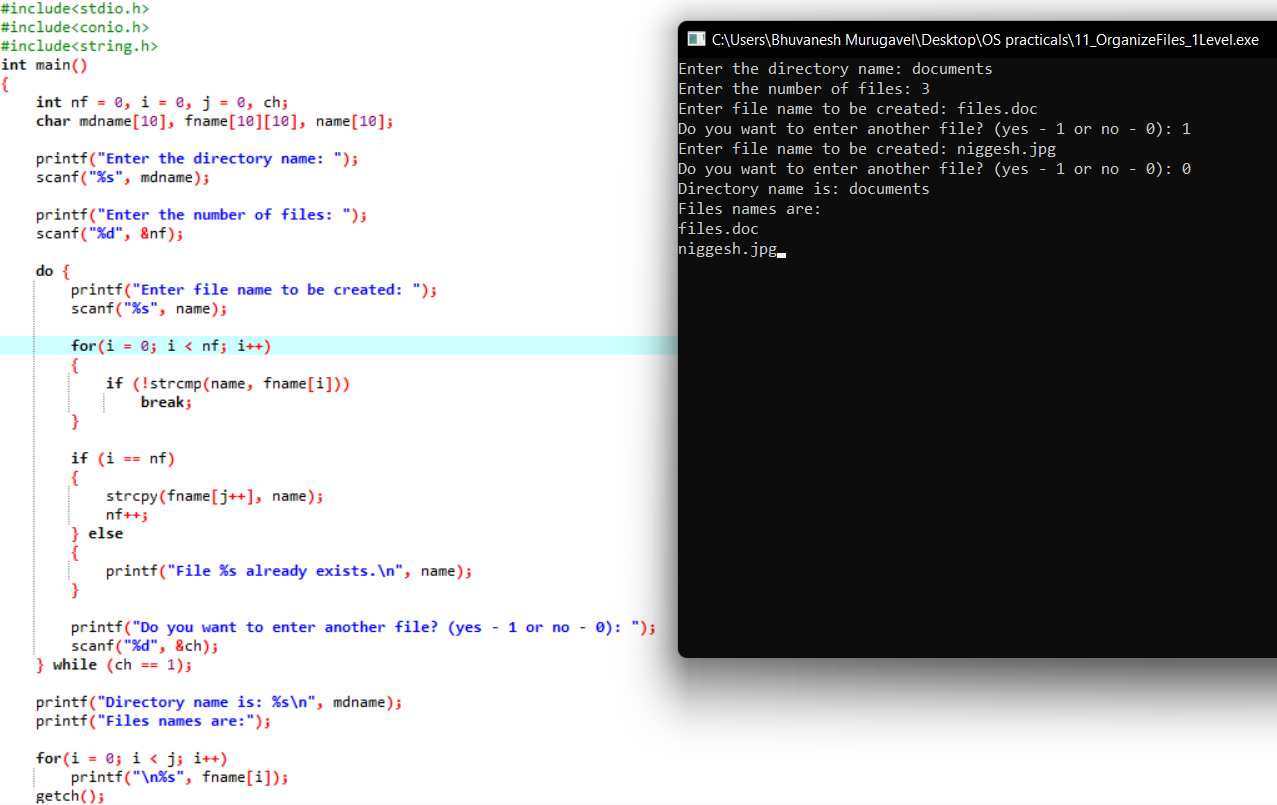 #include<stdio.h>
#include<conio.h>
#include<string.h>
int main()
{
    int nf = 0, i = 0, j = 0, ch;
    char mdname[10], fname[10][10], name[10];

    printf("Enter the directory name: ");
    scanf("%s", mdname);

    printf("Enter the number of files: ");
    scanf("%d", &nf);

    do {
        printf("Enter file name to be created: ");
        scanf("%s", name);

        for(i = 0; i < nf; i++)
        {
            if (!strcmp(name, fname[i]))
                break;
        }

        if (i == nf)
        {
            strcpy(fname[j++], name);
            nf++;
        } else
        {
            printf("File %s already exists.\n", name);
        }

        printf("Do you want to enter another file? (yes - 1 or no - 0): ");
        scanf("%d", &ch);
    } while (ch == 1);

    printf("Directory name is: %s\n", mdname);
    printf("Files names are:");

    for(i = 0; i < j; i++)
        printf("\n%s", fname[i]);
    getch();
C:\Users\Bhuvanesh Murugavel\Desktop\OS practicals\11_OrganizeFiles_1Level.exe
Enter the directory name: documents
Enter the number of files: 3
Enter file name to be created: files.doc
Do you want to enter another file? (yes - 1 or no - 0): 1
Enter file name to be created: niggesh.jpg
Do you want to enter another file? (yes - 1 or no - 0): 0
Directory name is: documents
Files names are:
files.doc
niggesh.jpg